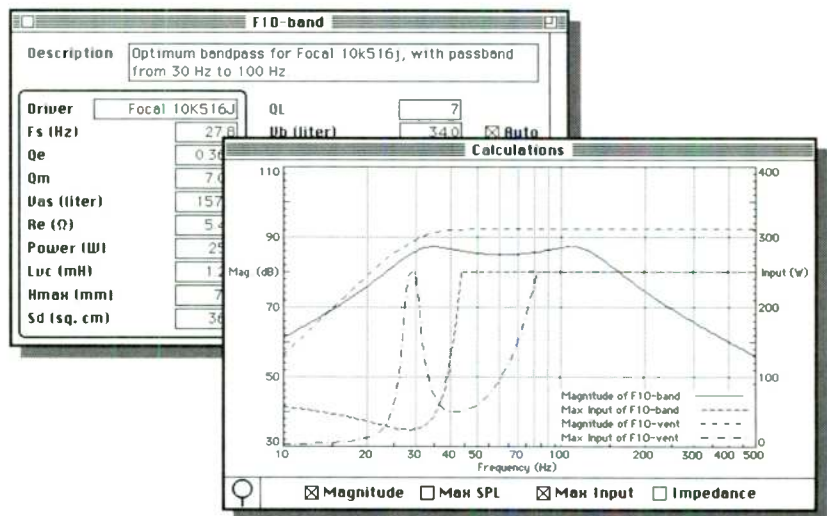 F10-band
Description Optimum bandpass for Focal 10k516j, with passband
from 30 Hz to 100 Hz
Driver Focal 10K516J QL 7
Fs (Hz) 27.8 Vb (liter) 34.0 Auto
Qe
Qm
Vas (liter)
Re (Ω)
Power (W)
Lvc (mH)
Hmax (mm)
Sd (sq. cm)
Calculations
110
90
Mag (dB)
70
50
30
400
300
Input (W)
200
100
0
Magnitude of F10-band
Max Input of F10-band
Magnitude of F10-vent
Max Input of F10-vent
10 20 30 40 50 70 100 200 300 400 500
Frequency (Hz)
Magnitude Max SPL Max Input Impedance